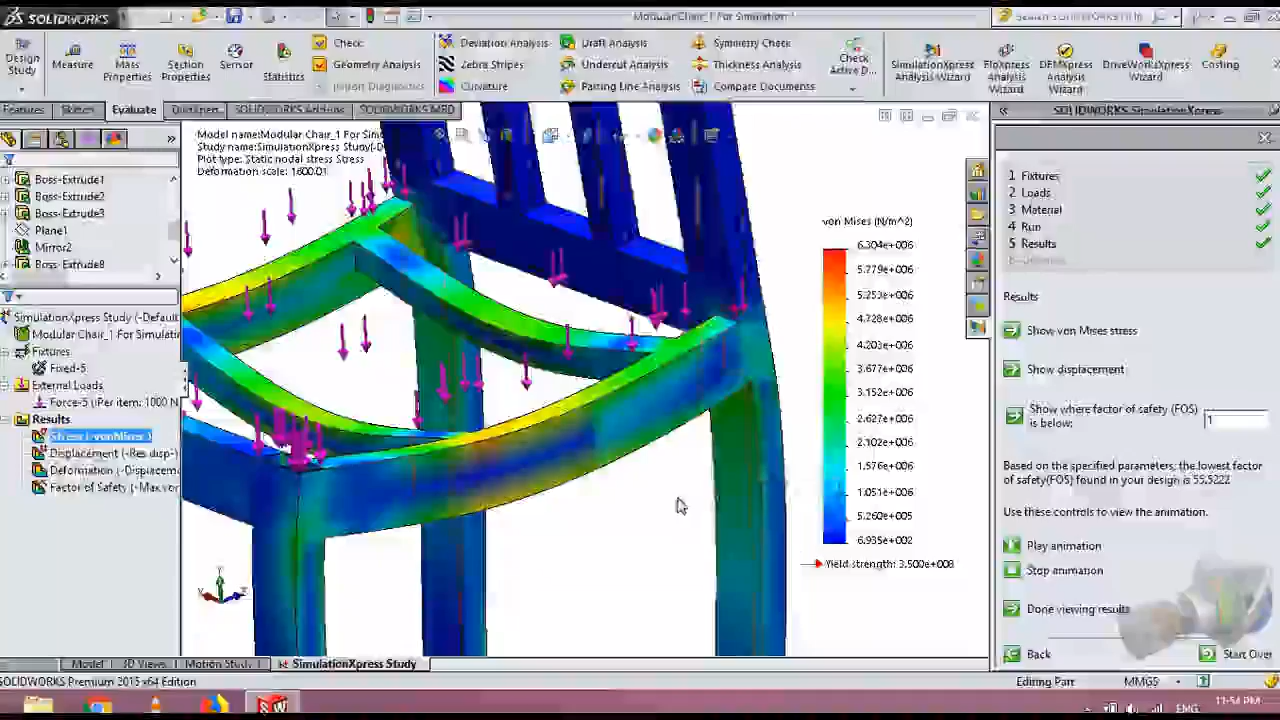 SOLIDWORKS
Modular Chair_1 For Simulation *
Design Study
Measure
Mass Properties
Section Properties
Sensor
Statistics
Check
Geometry Analysis
Import Diagnostics
Deviation Analysis
Zebra Stripes
Curvature
Draft Analysis
Undercut Analysis
Parting Line Analysis
Symmetry Check
Thickness Analysis
Compare Documents
Check Active D...
SimulationXpress Analysis Wizard
FloXpress Analysis Wizard
DFMXpress Analysis Wizard
DriveWorksXpress Wizard
Costing
Features
Sketch
Evaluate
DimXpert
SOLIDWORKS Add-Ins
SOLIDWORKS MBD
SOLIDWORKS SimulationXpress
Boss-Extrude1
Boss-Extrude2
Boss-Extrude3
Plane1
Mirror2
Boss-Extrude8
SimulationXpress Study (-Default
Modular Chair_1 For Simulation
Fixtures
Fixed-5
External Loads
Force-5 (:Per item: 1000 N
Results
Stress (-vonMises-)
Displacement (-Res disp-)
Deformation (-Displaceme
Factor of Safety (-Max von
Model name:Modular Chair_1 For Sim
Study name:SimulationXpress Study(-D
Plot type: Static nodal stress Stress
Deformation scale: 1600.01
von Mises (N/m^2)
6.304e+006
5.779e+006
5.253e+006
4.728e+006
4.203e+006
3.677e+006
3.152e+006
2.627e+006
2.102e+006
1.576e+006
1.051e+006
5.260e+005
6.935e+002
Yield strength: 3.500e+008
1 Fixtures
2 Loads
3 Material
4 Run
5 Results
Results
Show von Mises stress
Show displacement
Show where factor of safety (FOS)
is below:
1
Based on the specified parameters, the lowest factor
of safety(FOS) found in your design is 55.5222
Use these controls to view the animation.
Play animation
Stop animation
Done viewing results
Back
Start Over
Model
3D Views
Motion Study
SimulationXpress Study
SOLIDWORKS Premium 2015 x64 Edition
Editing Part
MMGS
ENG
11:54 PM